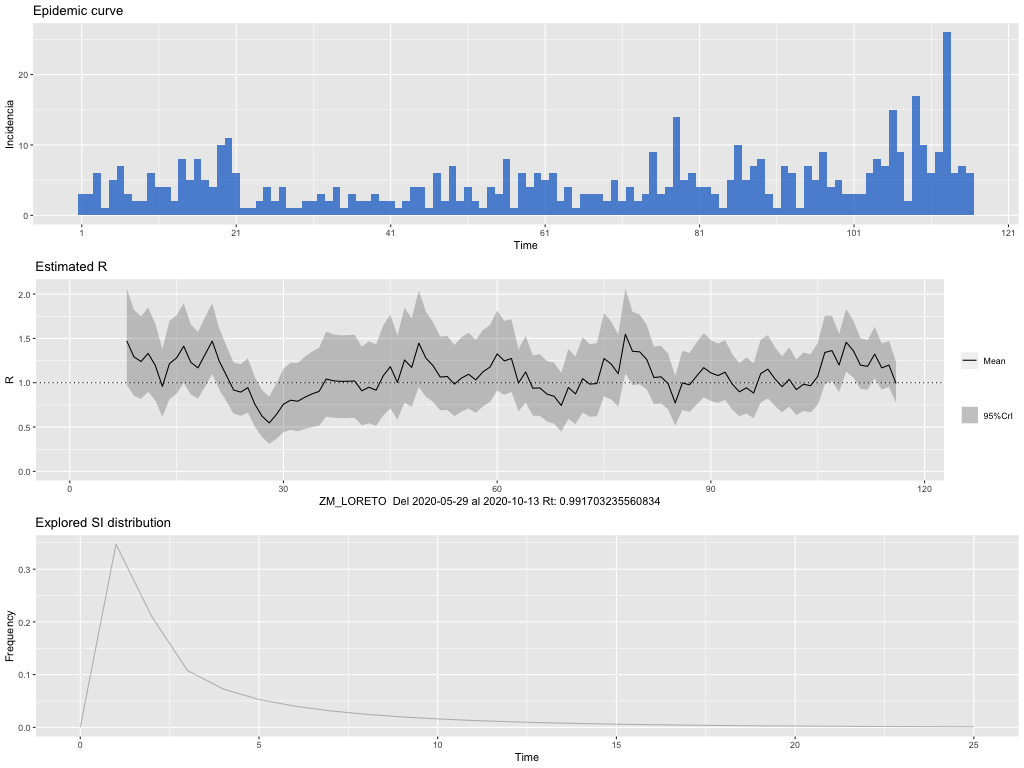 Epidemic curve
Incidencia
20
10
0
1 21 41 61 81 101 121
Time
Estimated R
R
2.0
1.5
1.0
0.5
0.0
0 30 60 90 120
ZM_LORETO Del 2020-05-29 al 2020-10-13 Rt: 0.991703235560834
Mean
95%CrI
Explored SI distribution
Frequency
0.3
0.2
0.1
0.0
0 5 10 15 20 25
Time